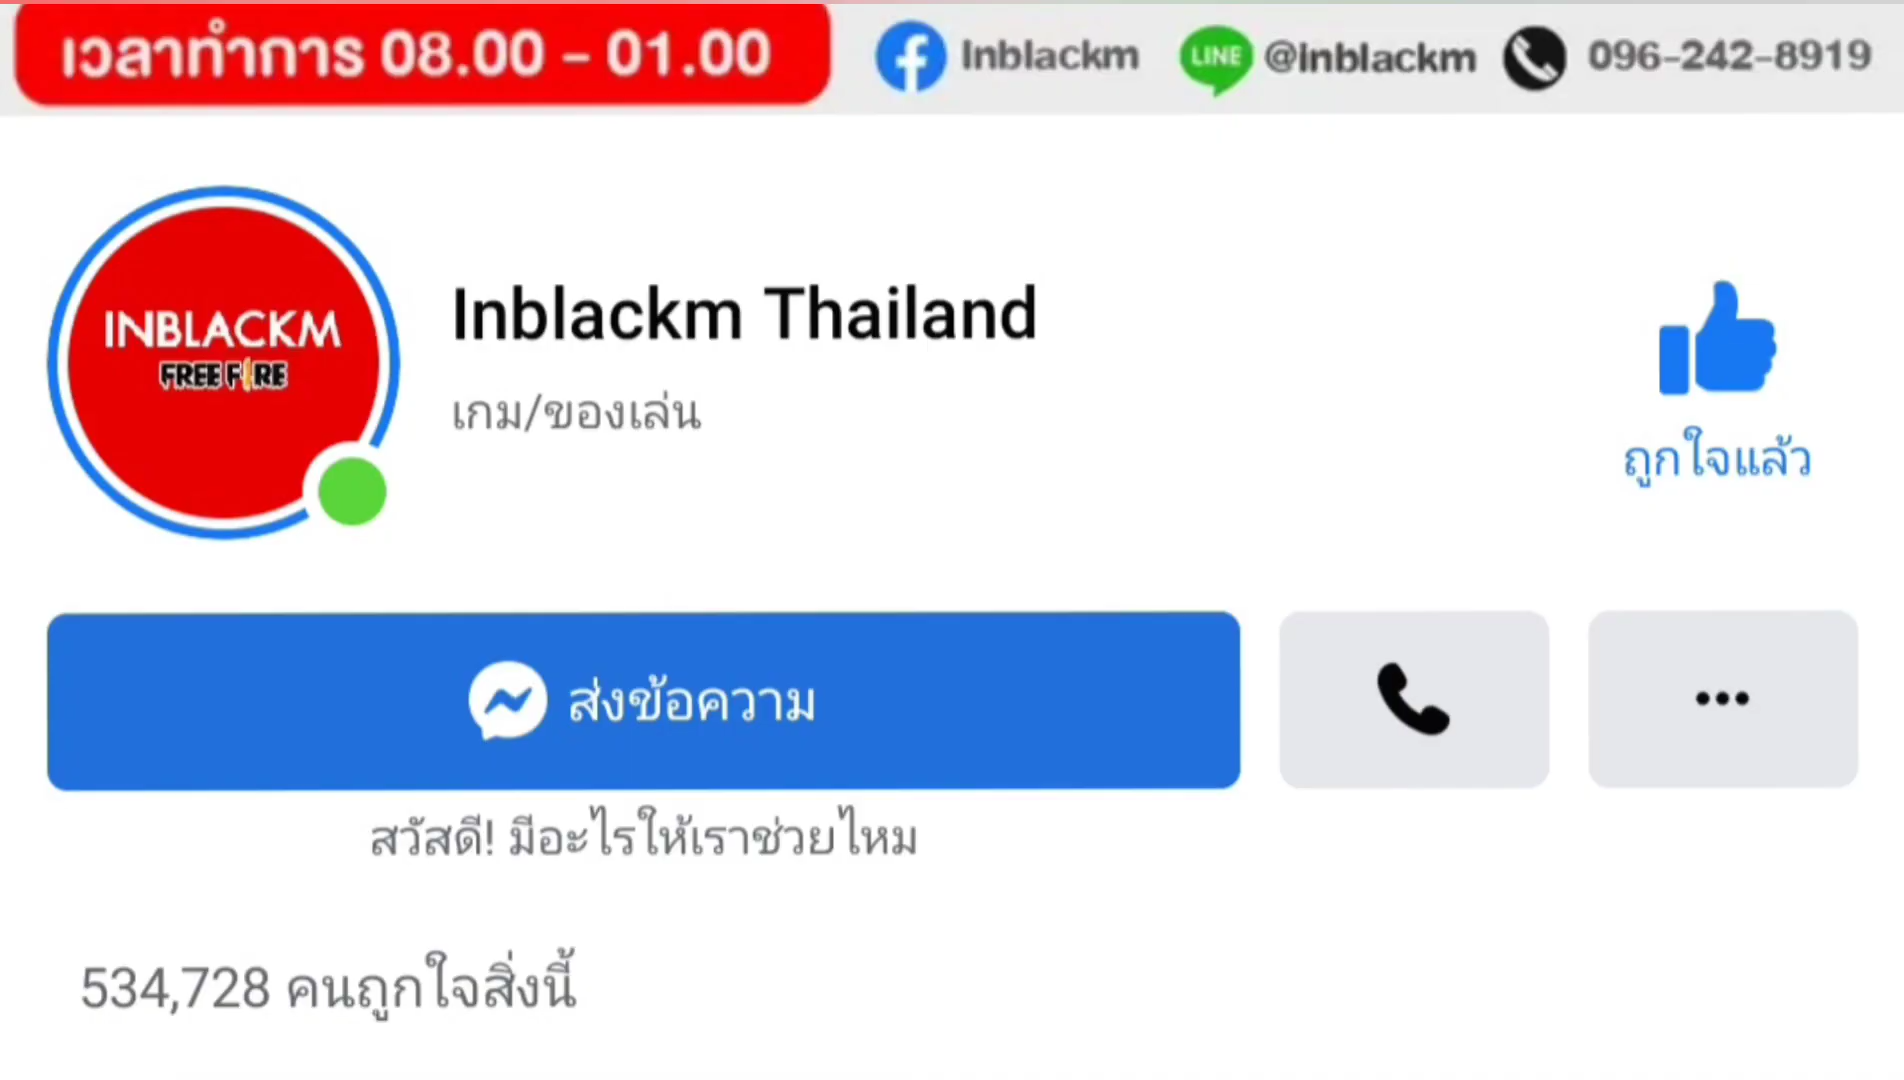 เวลาทำการ 08.00 - 01.00 Inblackm LINE @inblackm 096-242-8919
INBLACKM
FREE FIRE
Inblackm Thailand
เกม/ของเล่น
ถูกใจแล้ว
ส่งข้อความ
สวัสดี! มีอะไรให้เราช่วยไหม
534,728 คนถูกใจสิ่งนี้